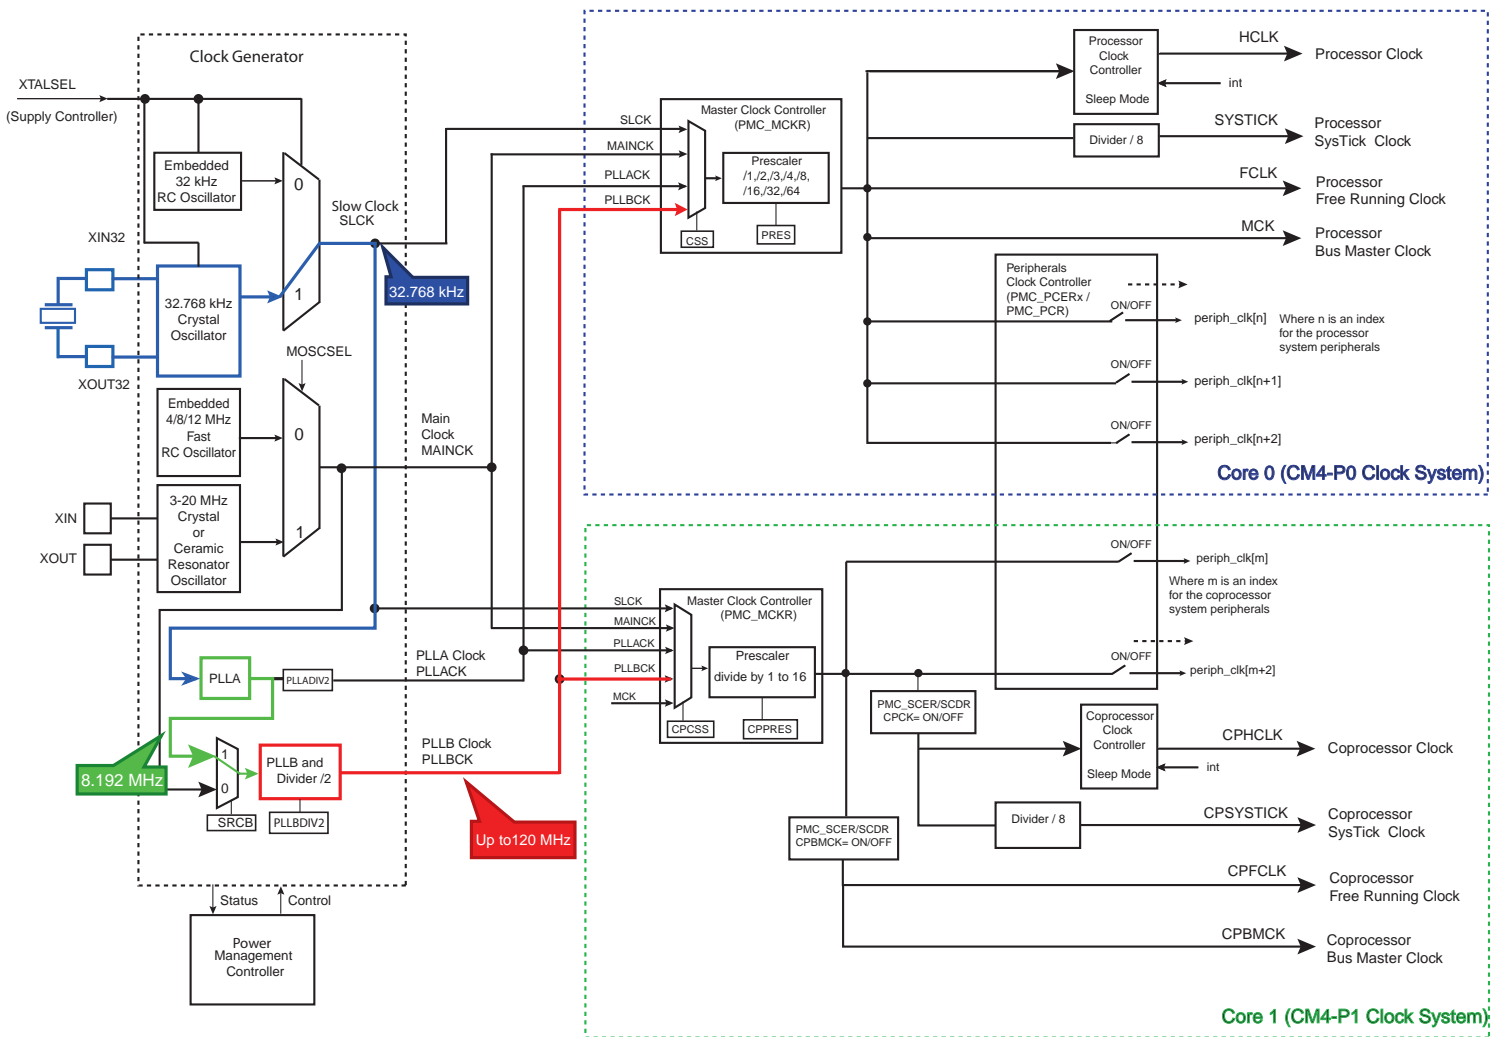 Clock Generator
XTALSEL
(Supply Controller)
Embedded
32 kHz
RC Oscillator
0
1
Slow Clock
SLCK
XIN32
32.768 kHz
Crystal
Oscillator
XOUT32
32.768 kHz
MOSCSEL
Embedded
4/8/12 MHz
Fast
RC Oscillator
0
1
Main
Clock
MAINCK
XIN
XOUT
3-20 MHz
Crystal
or
Ceramic
Resonator
Oscillator
PLLA
PLLADIV2
PLLA Clock
PLLACK
8.192 MHz
1
0
SRCB
PLLB and
Divider /2
PLLBDIV2
PLLB Clock
PLLBCK
Up to120 MHz
Status
Control
Power
Management
Controller
SLCK
MAINCK
PLLACK
PLLBCK
Master Clock Controller
(PMC_MCKR)
Prescaler
/1,/2,/3,/4,/8,
/16,/32,/64
CSS
PRES
Processor
Clock
Controller
Sleep Mode
HCLK
Processor Clock
int
Divider / 8
SYSTICK
Processor
SysTick Clock
FCLK
Processor
Free Running Clock
MCK
Processor
Bus Master Clock
Peripherals
Clock Controller
(PMC_PCERx /
PMC_PCR)
ON/OFF
periph_clk[n]
Where n is an index
for the processor
system peripherals
ON/OFF
periph_clk[n+1]
ON/OFF
periph_clk[n+2]
Core 0 (CM4-P0 Clock System)
SLCK
MAINCK
PLLACK
PLLBCK
MCK
Master Clock Controller
(PMC_MCKR)
Prescaler
divide by 1 to 16
CPCSS
CPPRES
ON/OFF
periph_clk[m]
Where m is an index
for the coprocessor
system peripherals
ON/OFF
periph_clk[m+2]
PMC_SCER/SCDR
CPCK= ON/OFF
Coprocessor
Clock
Controller
Sleep Mode
CPHCLK
Coprocessor Clock
int
Divider / 8
CPSYSTICK
Coprocessor
SysTick Clock
PMC_SCER/SCDR
CPBMCK= ON/OFF
CPFCLK
Coprocessor
Free Running Clock
CPBMCK
Coprocessor
Bus Master Clock
Core 1 (CM4-P1 Clock System)